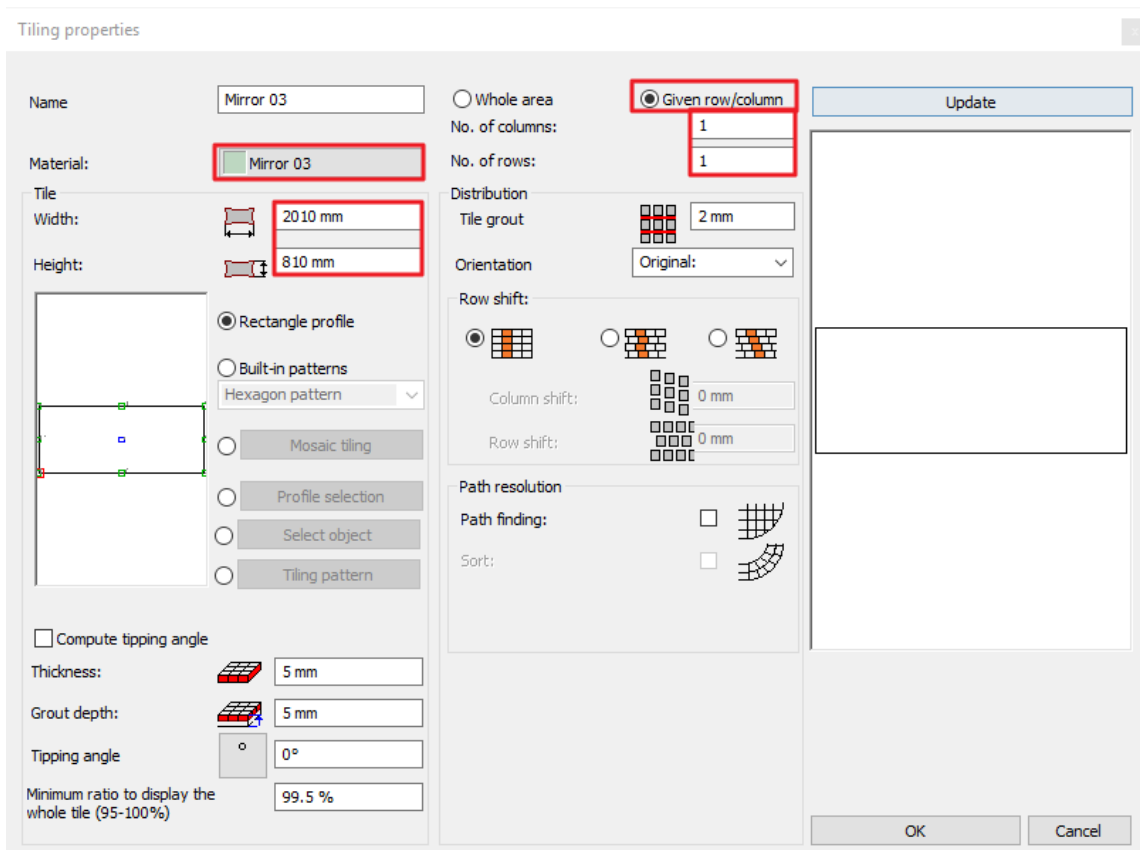 Tiling properties
Name
Mirror 03
Material:
Mirror 03
Tile
Width:
2010 mm
Height:
810 mm
Rectangle profile
Built-in patterns
Hexagon pattern
Mosaic tiling
Profile selection
Select object
Tiling pattern
Compute tipping angle
Thickness:
5 mm
Grout depth:
5 mm
Tipping angle
°
0°
Minimum ratio to display the
whole tile (95-100%)
99.5 %
Whole area
Given row/column
No. of columns:
1
No. of rows:
1
Distribution
Tile grout
2 mm
Orientation
Original:
Row shift:
Column shift:
0 mm
Row shift:
0 mm
Path resolution
Path finding:
Sort:
Update
OK
Cancel